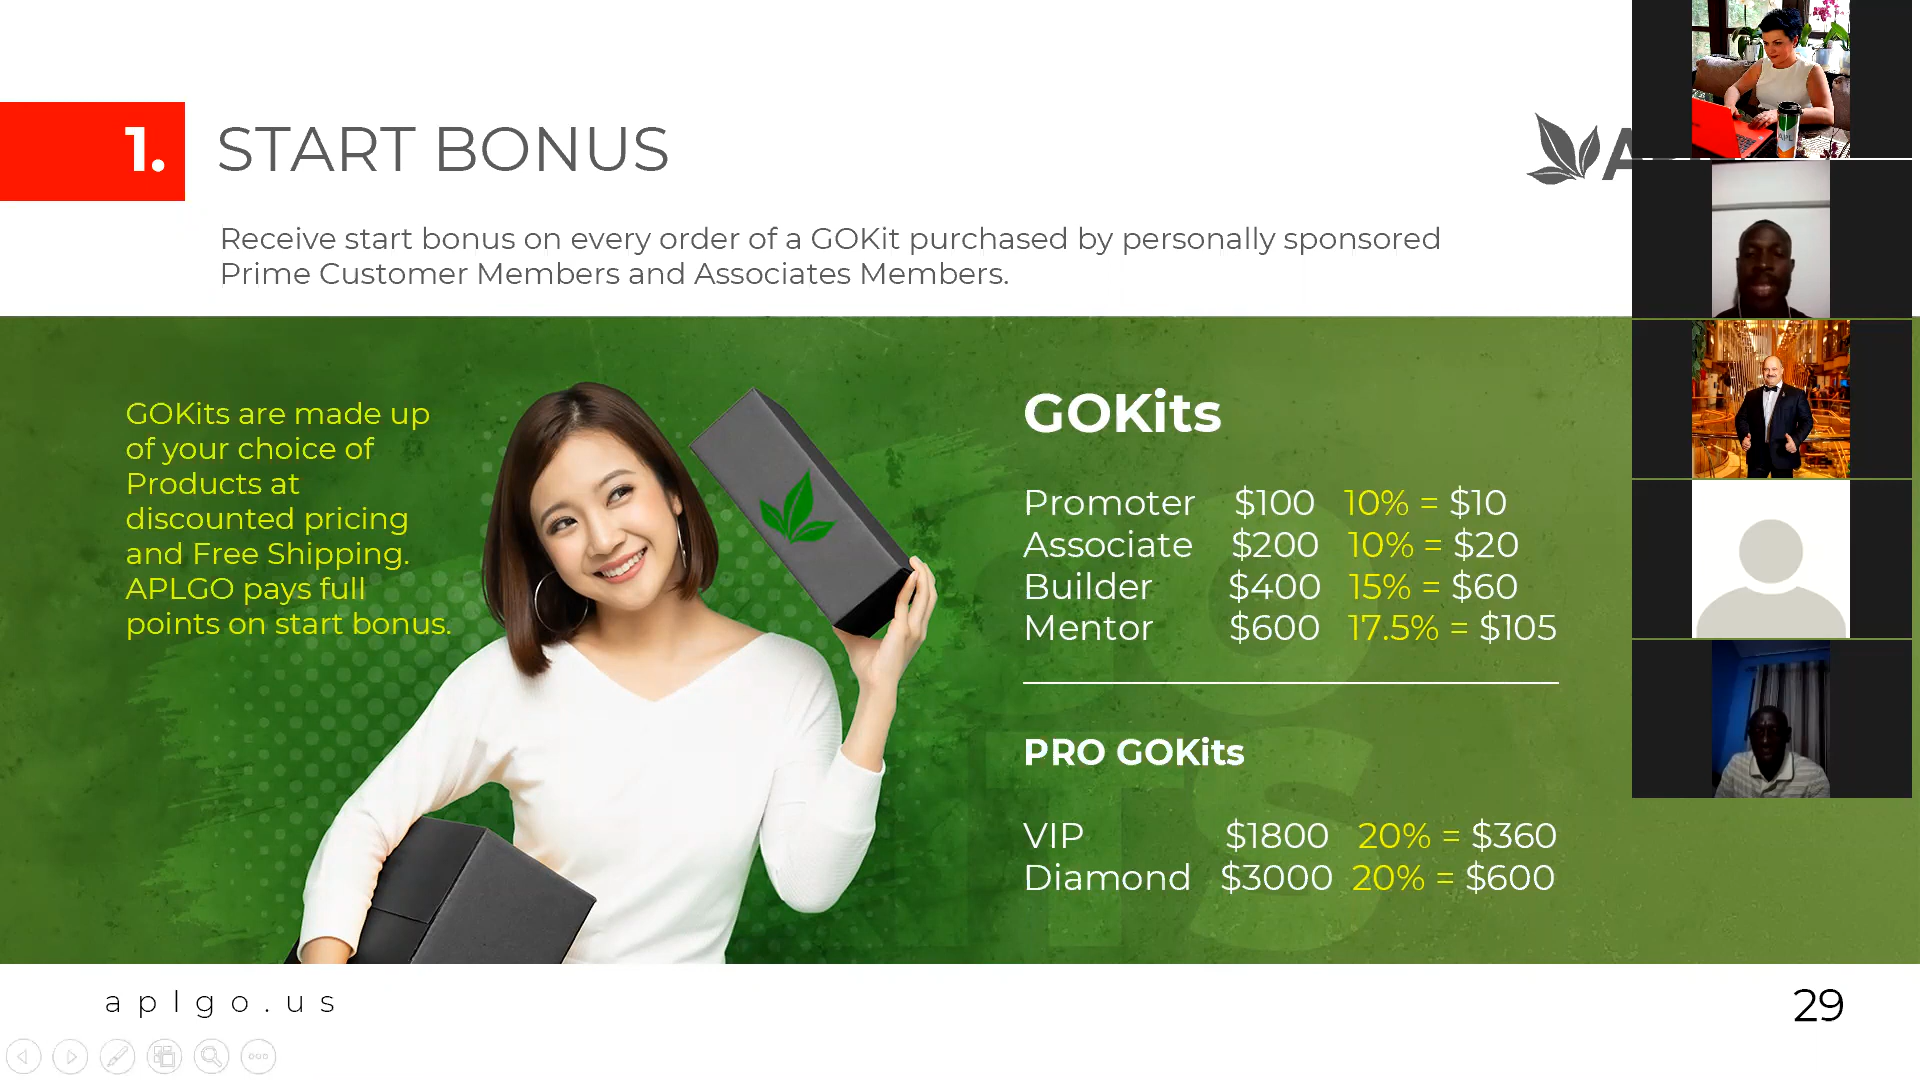 1. START BONUS
Receive start bonus on every order of a GOKit purchased by personally sponsored
Prime Customer Members and Associates Members.
GOKits are made up
of your choice of
Products at
discounted pricing
and Free Shipping.
APLGO pays full
points on start bonus.
GOKits
Promoter $100 10% = $10
Associate $200 10% = $20
Builder $400 15% = $60
Mentor $600 17.5% = $105
PRO GOKits
VIP $1800 20% = $360
Diamond $3000 20% = $600
aplgo.us
29